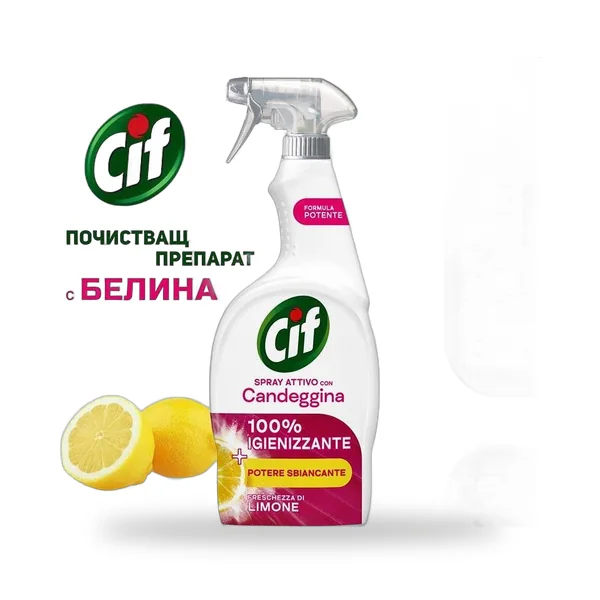 Cif
ПОЧИСТВАЩ
ПРЕПАРАТ
с БЕЛИНА
FORMULA
POTENTE
Cif
SPRAY ATTIVO CON
Candeggina
100%
IGIENIZZANTE
+
POTERE SBIANCANTE
FRESCHEZZA DI
LIMONE